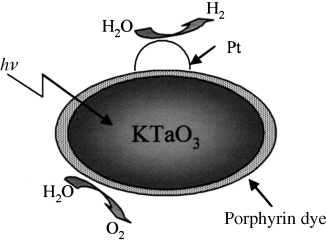 H₂
H₂O
Pt
hν
KTaO₃
H₂O
O₂
Porphyrin dye